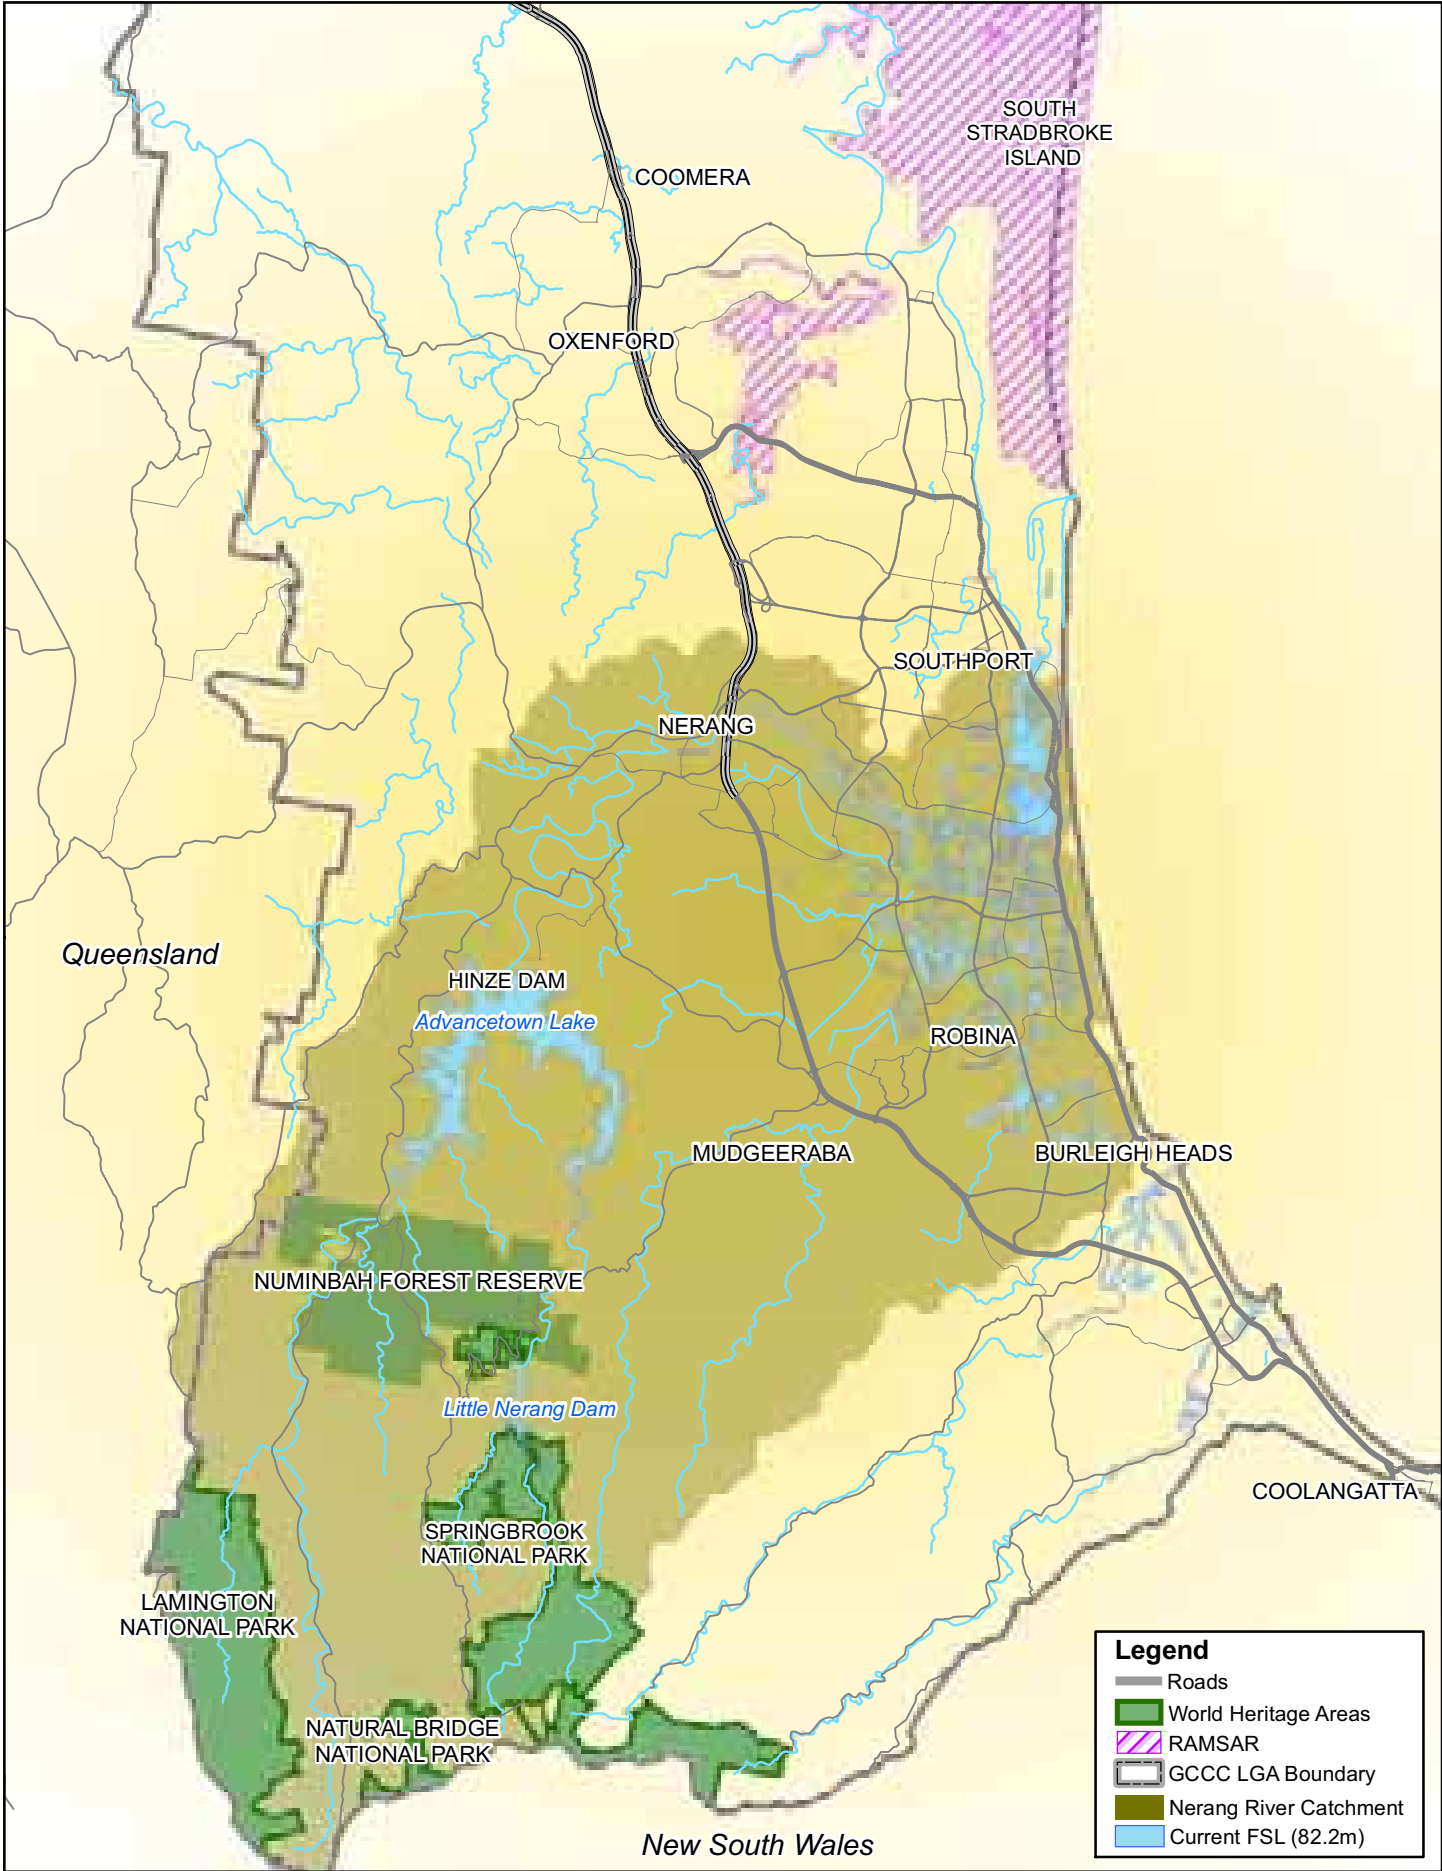 SOUTH
STRADBROKE
ISLAND
COOMERA
OXENFORD
SOUTHPORT
NERANG
Queensland
HINZE DAM
Advancetown Lake
ROBINA
MUDGEERABA
BURLEIGH HEADS
NUMINBAH FOREST RESERVE
Little Nerang Dam
COOLANGATTA
SPRINGBROOK
NATIONAL PARK
LAMINGTON
NATIONAL PARK
NATURAL BRIDGE
NATIONAL PARK
New South Wales
Legend
Roads
World Heritage Areas
RAMSAR
GCCC LGA Boundary
Nerang River Catchment
Current FSL (82.2m)